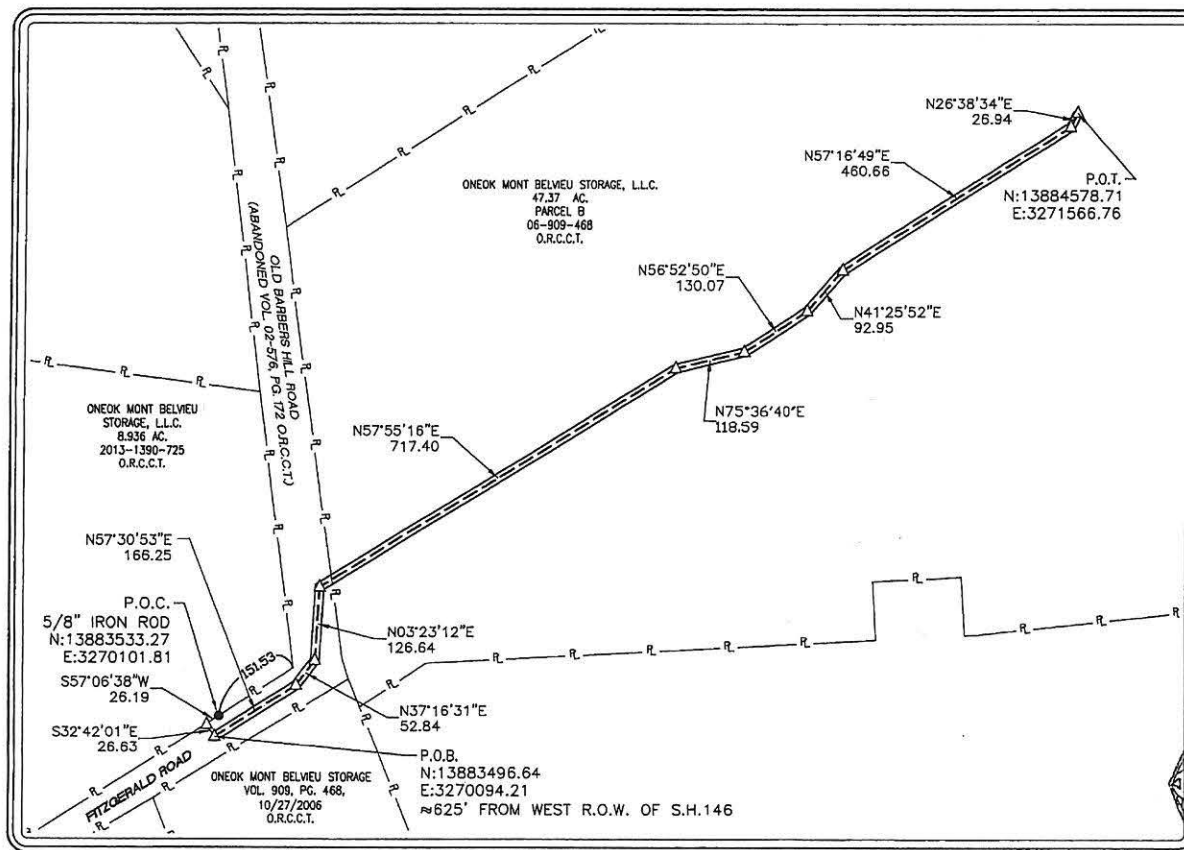 N26°38'34"E
26.94
N57°16'49"E
460.66
P.O.T.
N:13884578.71
E:3271566.76
ONEOK MONT BELVIEU STORAGE, L.L.C.
47.37 AC.
PARCEL B
06-909-468
O.R.C.C.T.
N56°52'50"E
130.07
N41°25'52"E
92.95
N75°36'40"E
118.59
OLD BARBERS HILL ROAD
(ABANDONED VOL. 02-576, PG. 172 O.R.C.C.T.)
ONEOK MONT BELVIEU
STORAGE, L.L.C.
8.936 AC.
2013-1390-725
O.R.C.C.T.
N57°55'16"E
717.40
N57°30'53"E
166.25
P.O.C.
5/8" IRON ROD
N:13883533.27
E:3270101.81
151.53
S57°06'38"W
26.19
S32°42'01"E
26.63
N03°23'12"E
126.64
N37°16'31"E
52.84
P.O.B.
N:13883496.64
E:3270094.21
≈625' FROM WEST R.O.W. OF S.H.146
FITZGERALD ROAD
ONEOK MONT BELVIEU STORAGE
VOL. 909, PG. 468,
10/27/2006
O.R.C.C.T.